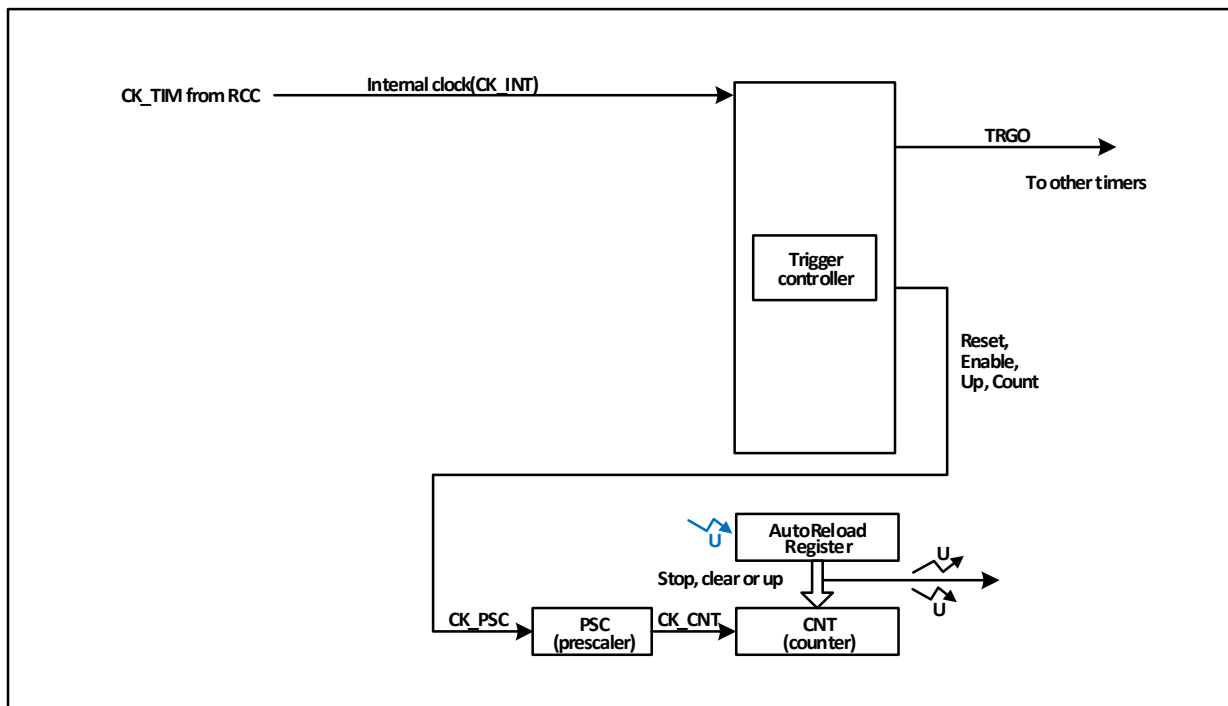 CK_TIM from RCC
Internal clock(CK_INT)
TRGO
To other timers
Trigger
controller
Reset,
Enable,
Up, Count
U
AutoReload
Register
Stop, clear or up
U
U
CK_PSC
PSC
(prescaler)
CK_CNT
CNT
(counter)